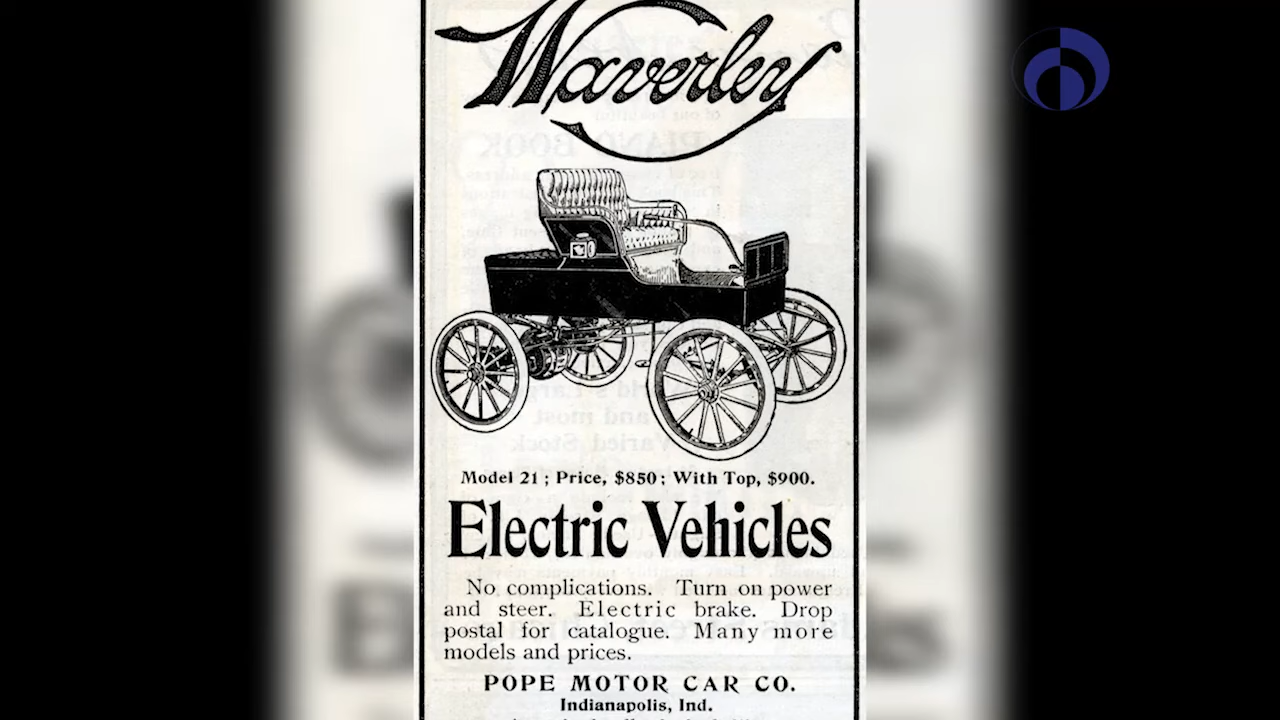 Waverley
Model 21; Price, $850; With Top, $900.
Electric Vehicles
No complications. Turn on power
and steer. Electric brake. Drop
postal for catalogue. Many more
models and prices.
POPE MOTOR CAR CO.
Indianapolis, Ind.